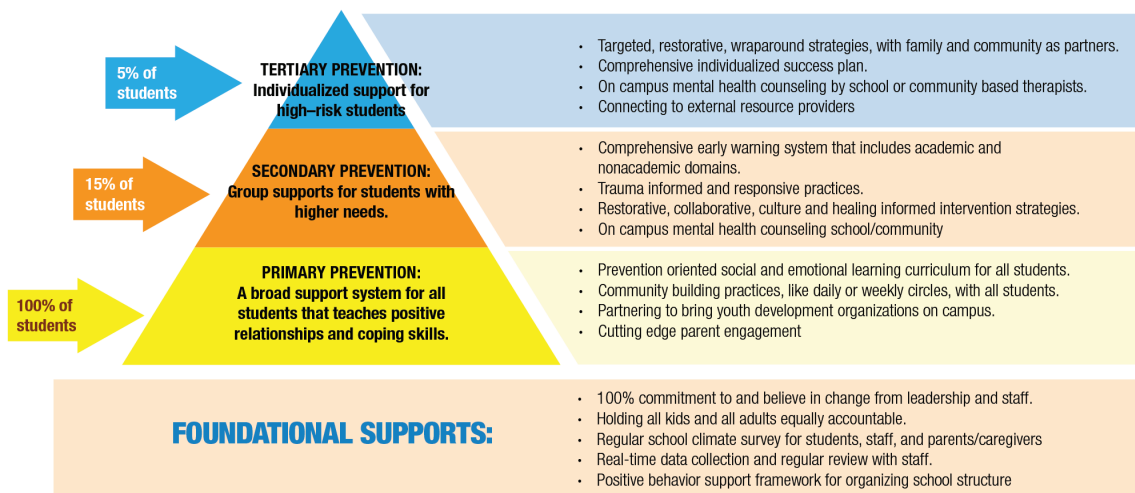 5% of
students
TERTIARY PREVENTION:
Individualized support for
high–risk students
• Targeted, restorative, wraparound strategies, with family and community as partners.
• Comprehensive individualized success plan.
• On campus mental health counseling by school or community based therapists.
• Connecting to external resource providers
15% of
students
SECONDARY PREVENTION:
Group supports for students with
higher needs.
• Comprehensive early warning system that includes academic and
nonacademic domains.
• Trauma informed and responsive practices.
• Restorative, collaborative, culture and healing informed intervention strategies.
• On campus mental health counseling school/community
100% of
students
PRIMARY PREVENTION:
A broad support system for all
students that teaches positive
relationships and coping skills.
• Prevention oriented social and emotional learning curriculum for all students.
• Community building practices, like daily or weekly circles, with all students.
• Partnering to bring youth development organizations on campus.
• Cutting edge parent engagement
FOUNDATIONAL SUPPORTS:
• 100% commitment to and believe in change from leadership and staff.
• Holding all kids and all adults equally accountable.
• Regular school climate survey for students, staff, and parents/caregivers
• Real-time data collection and regular review with staff.
• Positive behavior support framework for organizing school structure